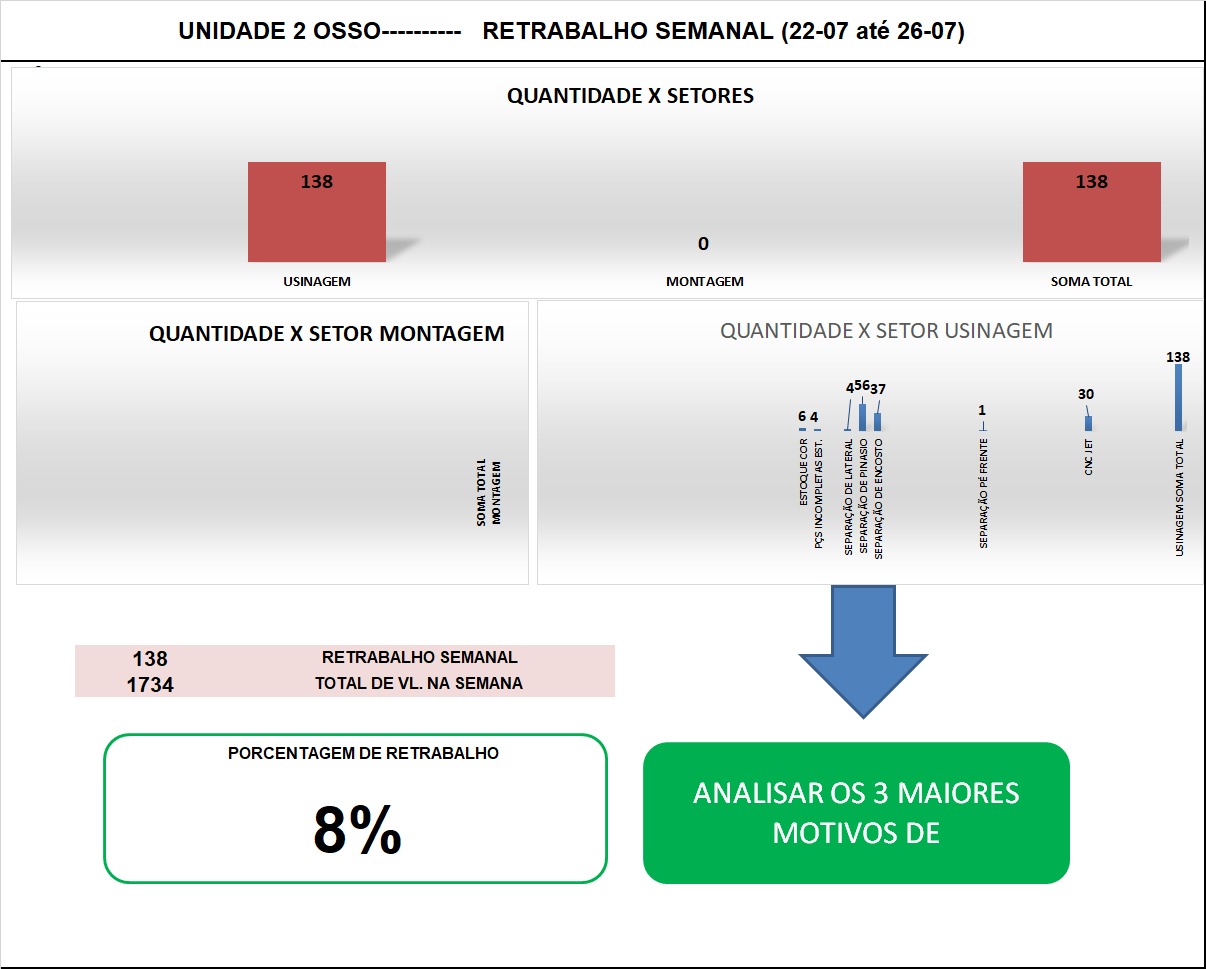 UNIDADE 2 OSSO---------- RETRABALHO SEMANAL (22-07 até 26-07)
QUANTIDADE X SETORES
138
0
138
USINAGEM
MONTAGEM
SOMA TOTAL
QUANTIDADE X SETOR MONTAGEM
SOMA TOTAL
MONTAGEM
QUANTIDADE X SETOR USINAGEM
6
4
4
56
37
1
30
138
ESTOQUE COR
PÇS INCOMPLETAS EST.
SEPARAÇÃO DE LATERAL
SEPARAÇÃO DE PINASIO
SEPARAÇÃO DE ENCOSTO
SEPARAÇÃO PÉ FRENTE
CNC JET
USINAGEM SOMA TOTAL
138 RETRABALHO SEMANAL
1734 TOTAL DE VL. NA SEMANA
PORCENTAGEM DE RETRABALHO
8%
ANALISAR OS 3 MAIORES
MOTIVOS DE